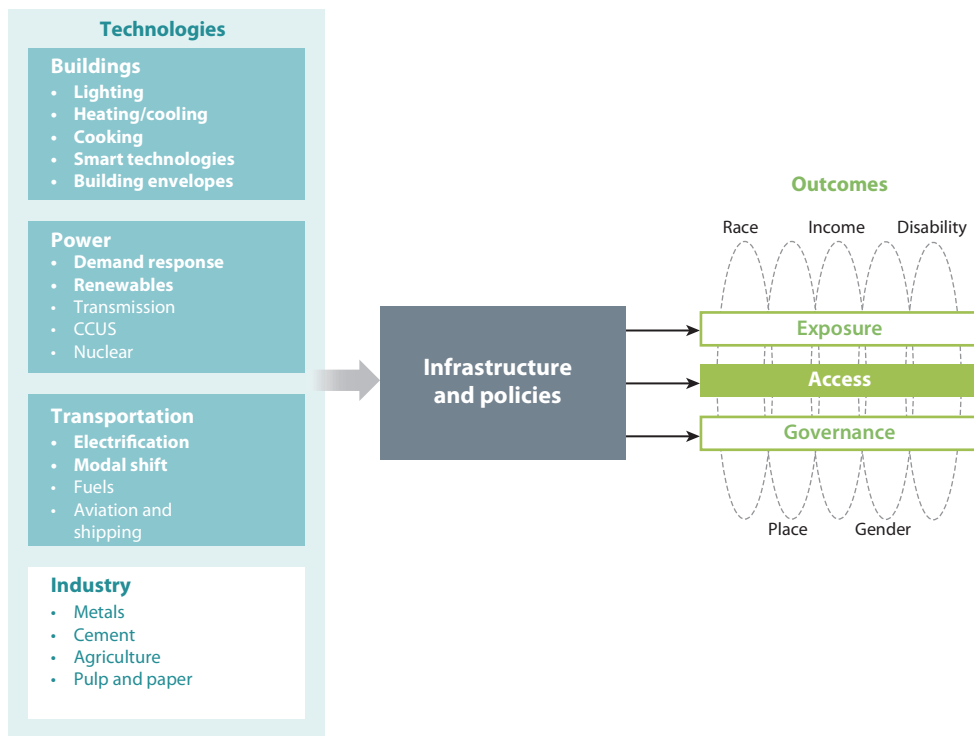 Technologies
Buildings
• Lighting
• Heating/cooling
• Cooking
• Smart technologies
• Building envelopes
Power
• Demand response
• Renewables
• Transmission
• CCUS
• Nuclear
Transportation
• Electrification
• Modal shift
• Fuels
• Aviation and
shipping
Industry
• Metals
• Cement
• Agriculture
• Pulp and paper
Infrastructure
and policies
Outcomes
Race Income Disability
Exposure
Access
Governance
Place Gender